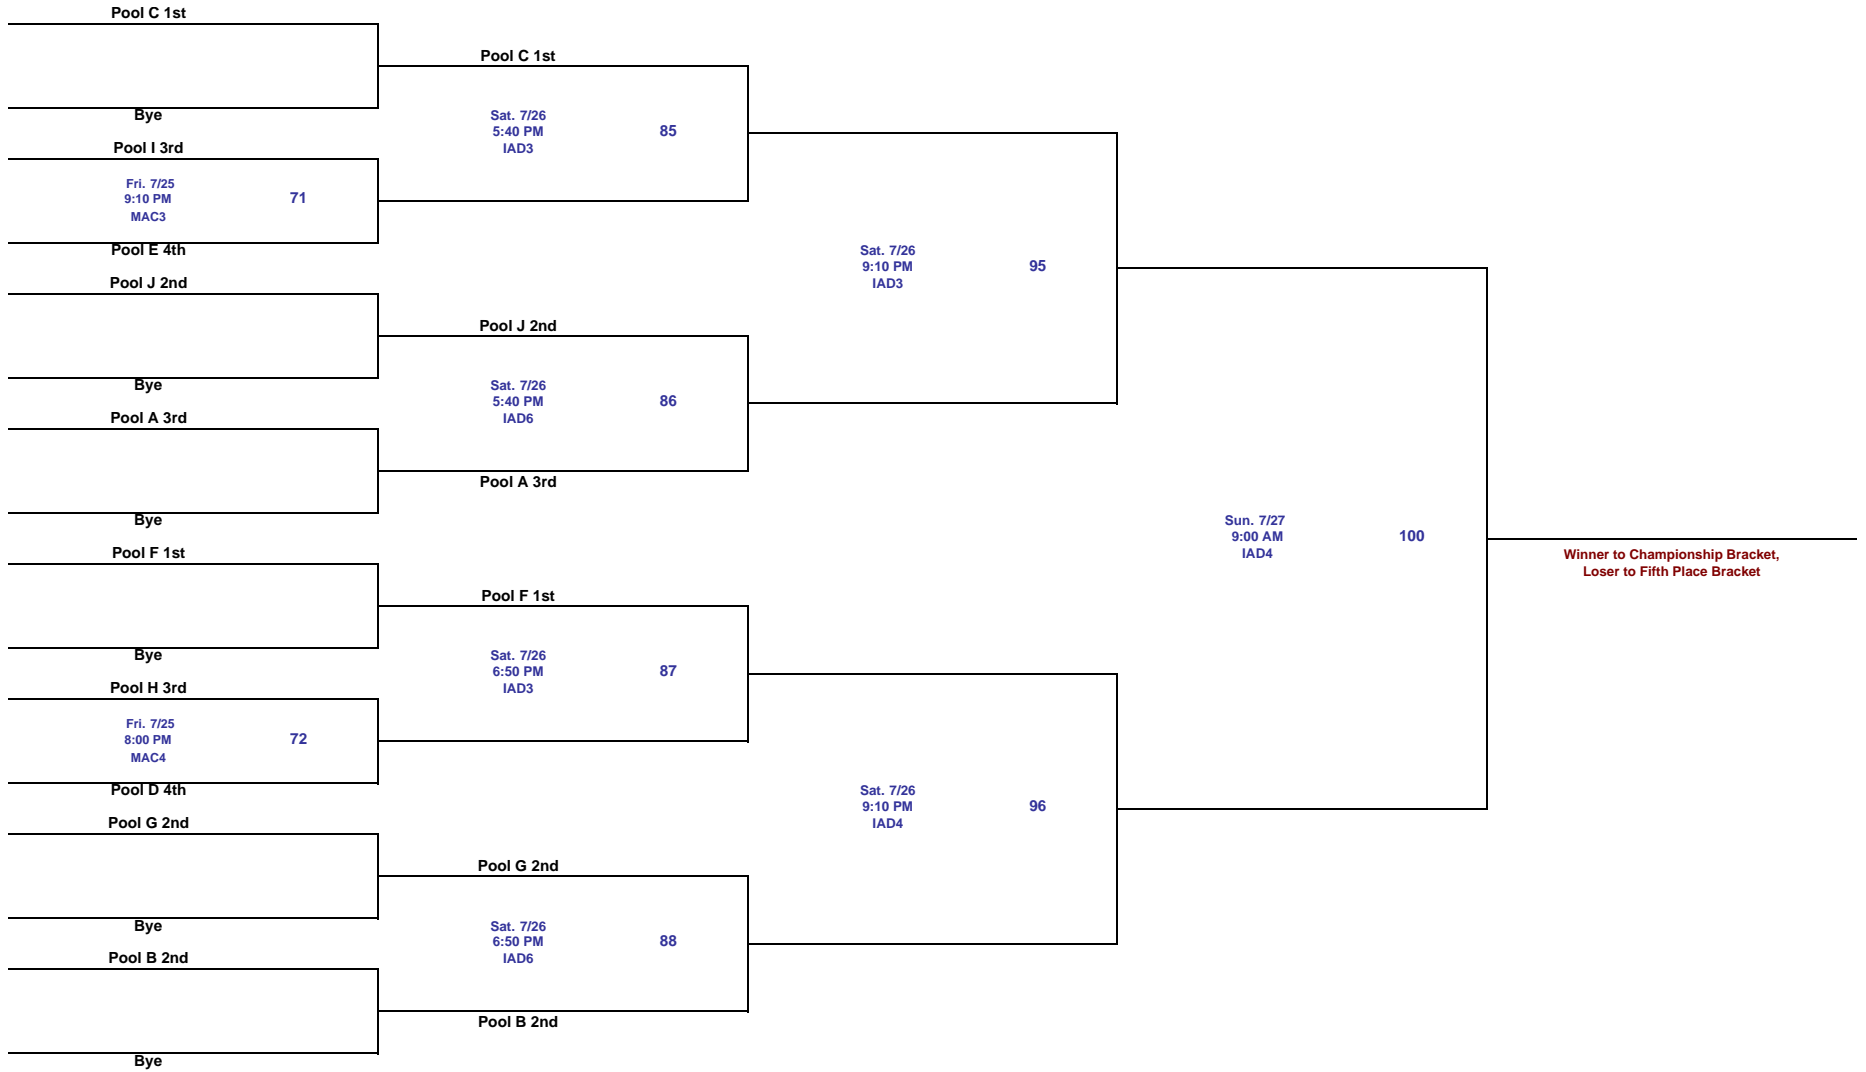 Pool C 1st
Bye
Pool I 3rd
Fri. 7/25
9:10 PM
MAC3
71
Pool E 4th
Pool J 2nd
Bye
Pool A 3rd
Bye
Pool F 1st
Bye
Pool H 3rd
Fri. 7/25
8:00 PM
MAC4
72
Pool D 4th
Pool G 2nd
Bye
Pool B 2nd
Bye
Pool C 1st
Sat. 7/26
5:40 PM
IAD3
85
Pool J 2nd
Sat. 7/26
5:40 PM
IAD6
86
Pool A 3rd
Pool F 1st
Sat. 7/26
6:50 PM
IAD3
87
Pool G 2nd
Sat. 7/26
6:50 PM
IAD6
88
Pool B 2nd
Sat. 7/26
9:10 PM
IAD3
95
Sat. 7/26
9:10 PM
IAD4
96
Sun. 7/27
9:00 AM
IAD4
100
Winner to Championship Bracket,
Loser to Fifth Place Bracket